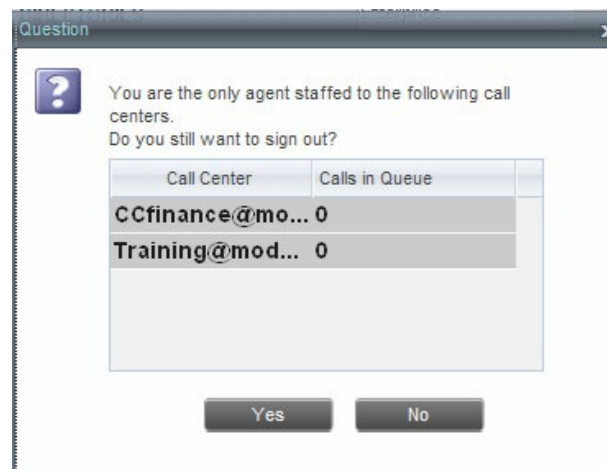 Question
You are the only agent staffed to the following call
centers.
Do you still want to sign out?
Call Center Calls in Queue
CCfinance@mo... 0
Training@mod... 0
Yes No